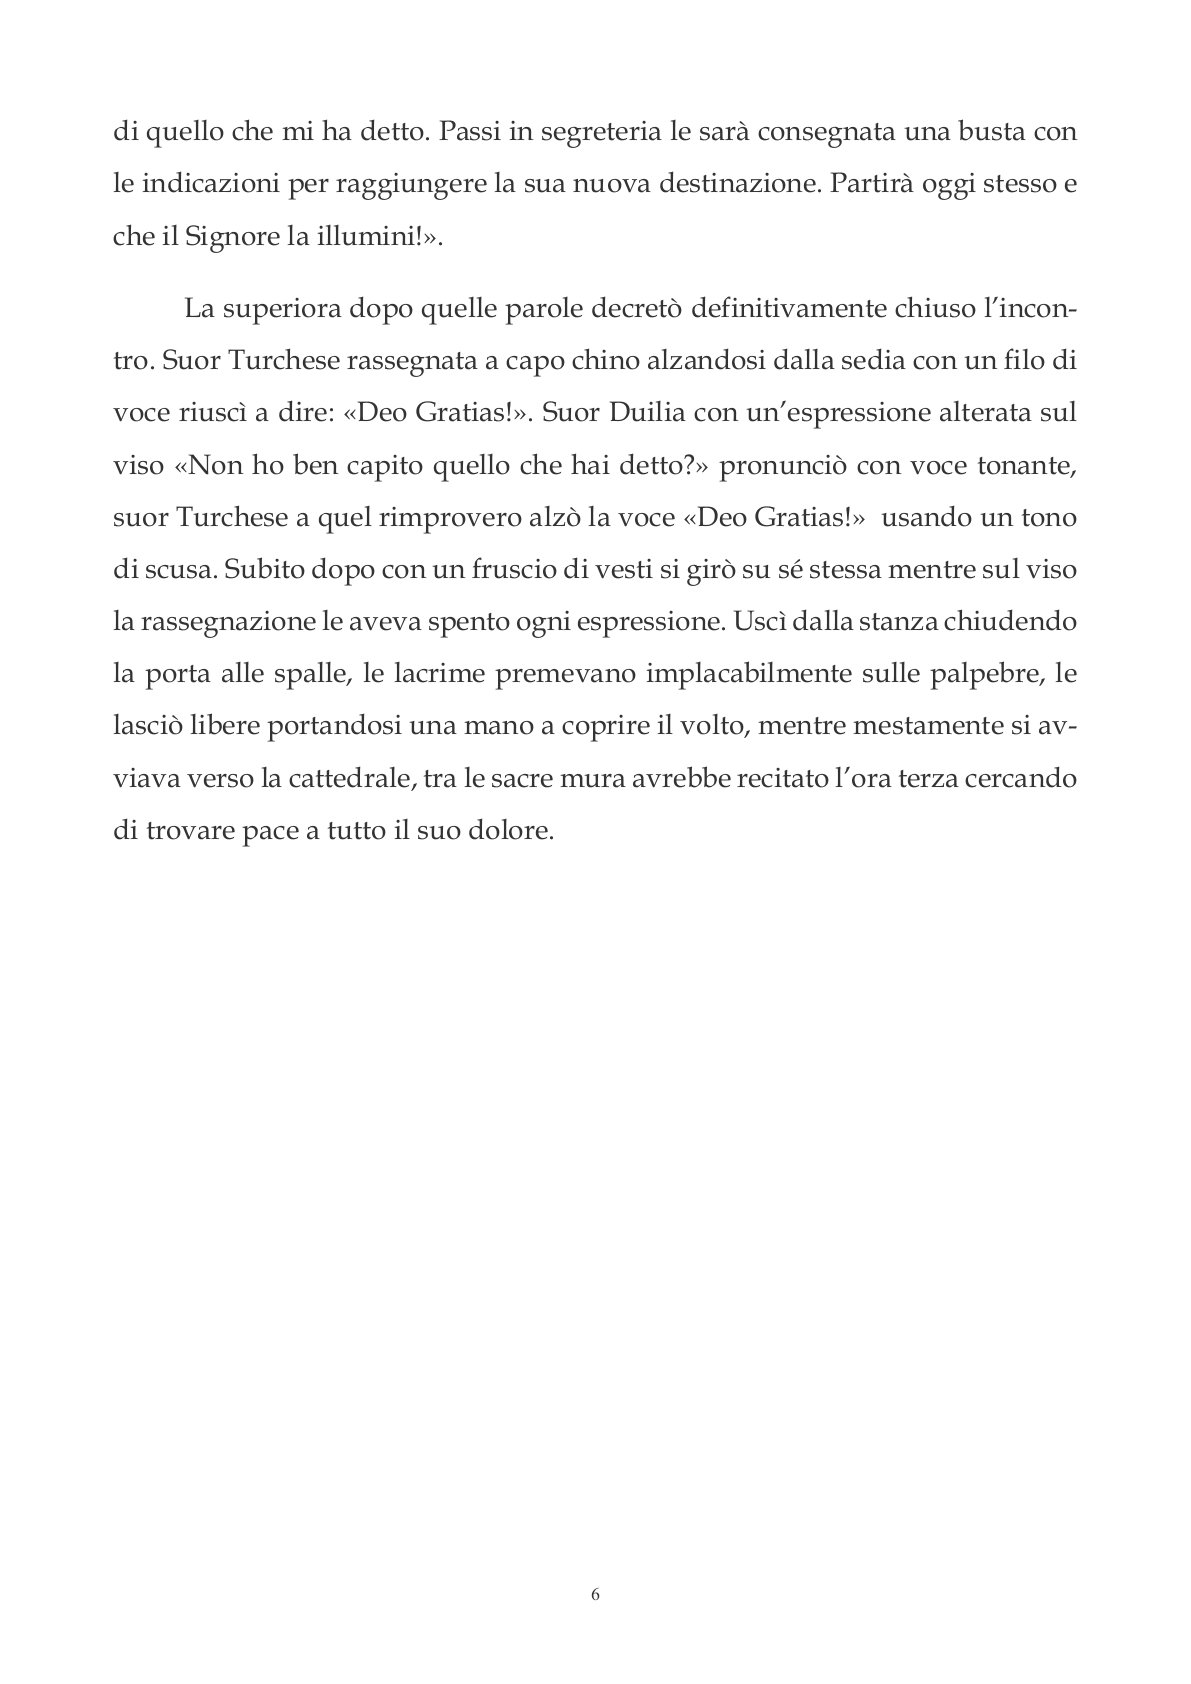 di quello che mi ha detto. Passi in segreteria le sarà consegnata una busta con
le indicazioni per raggiungere la sua nuova destinazione. Partirà oggi stesso e
che il Signore la illumini!».
La superiora dopo quelle parole decretò definitivamente chiuso l’incon-
tro. Suor Turchese rassegnata a capo chino alzandosi dalla sedia con un filo di
voce riuscì a dire: «Deo Gratias!». Suor Duilia con un’espressione alterata sul
viso «Non ho ben capito quello che hai detto?» pronunciò con voce tonante,
suor Turchese a quel rimprovero alzò la voce «Deo Gratias!»  usando un tono
di scusa. Subito dopo con un fruscio di vesti si girò su sé stessa mentre sul viso
la rassegnazione le aveva spento ogni espressione. Uscì dalla stanza chiudendo
la porta alle spalle, le lacrime premevano implacabilmente sulle palpebre, le
lasciò libere portandosi una mano a coprire il volto, mentre mestamente si av-
viava verso la cattedrale, tra le sacre mura avrebbe recitato l’ora terza cercando
di trovare pace a tutto il suo dolore.
6